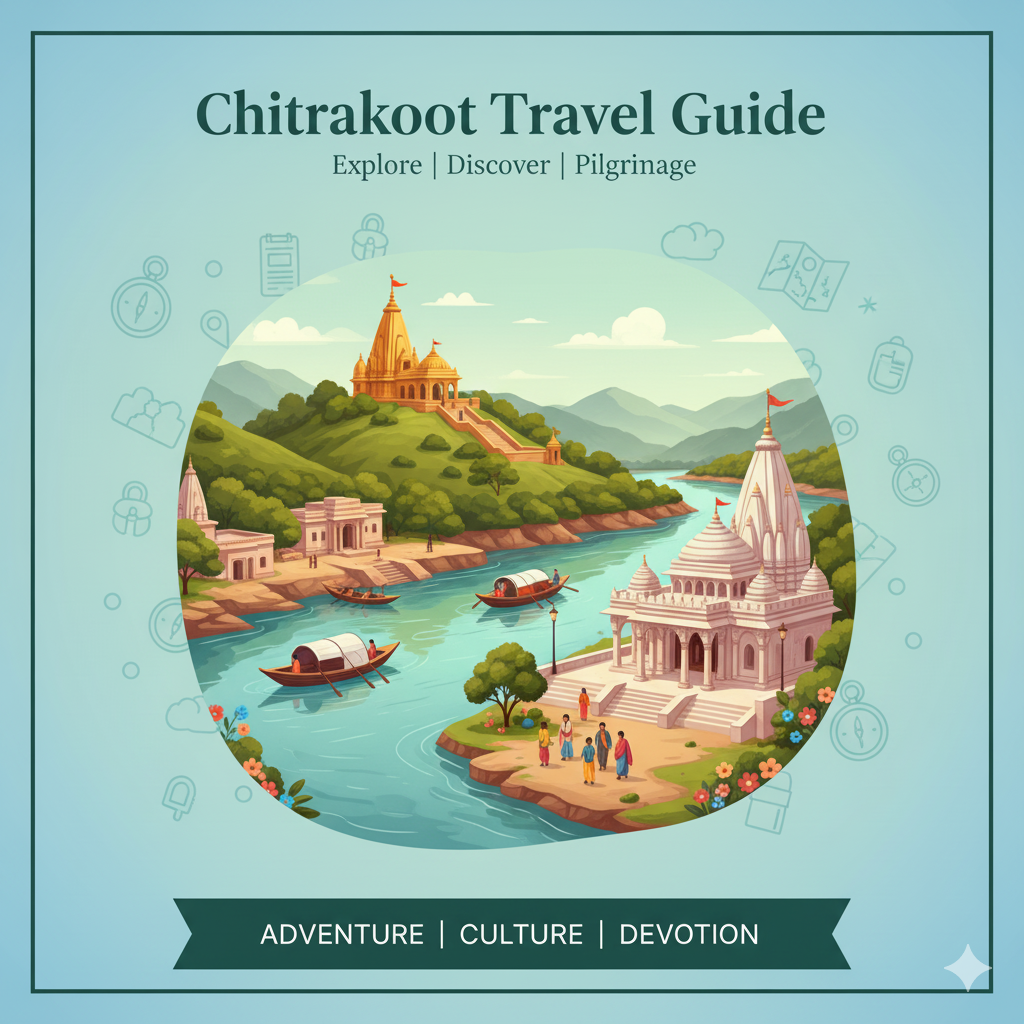 Chitrakoot Travel Guide
Explore | Discover | Pilgrinage
ADVENTURE | CULTURE | DEVOTION